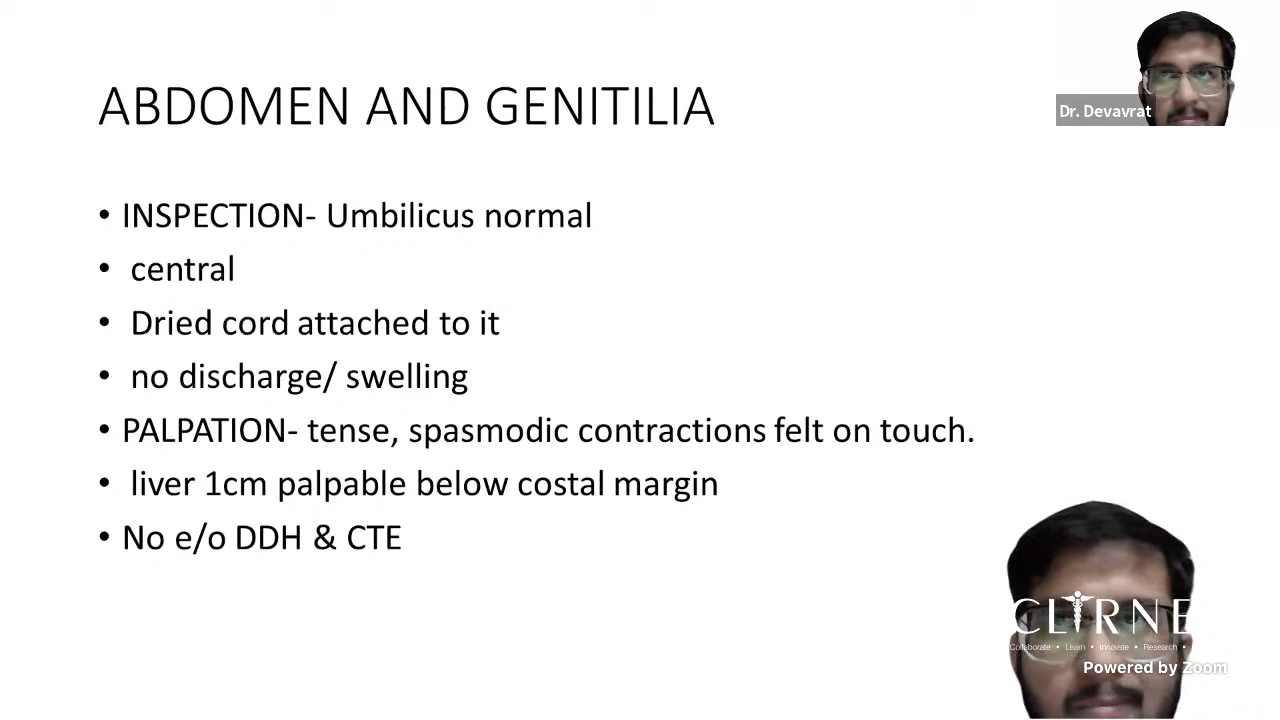 ABDOMEN AND GENITILIA
Dr. Devavrat
• INSPECTION- Umbilicus normal
• central
• Dried cord attached to it
• no discharge/ swelling
• PALPATION- tense, spasmodic contractions felt on touch.
• liver 1cm palpable below costal margin
• No e/o DDH & CTE
CLIRNE
Collaborate • Learn • Innovate • Research •
Powered by Zoom